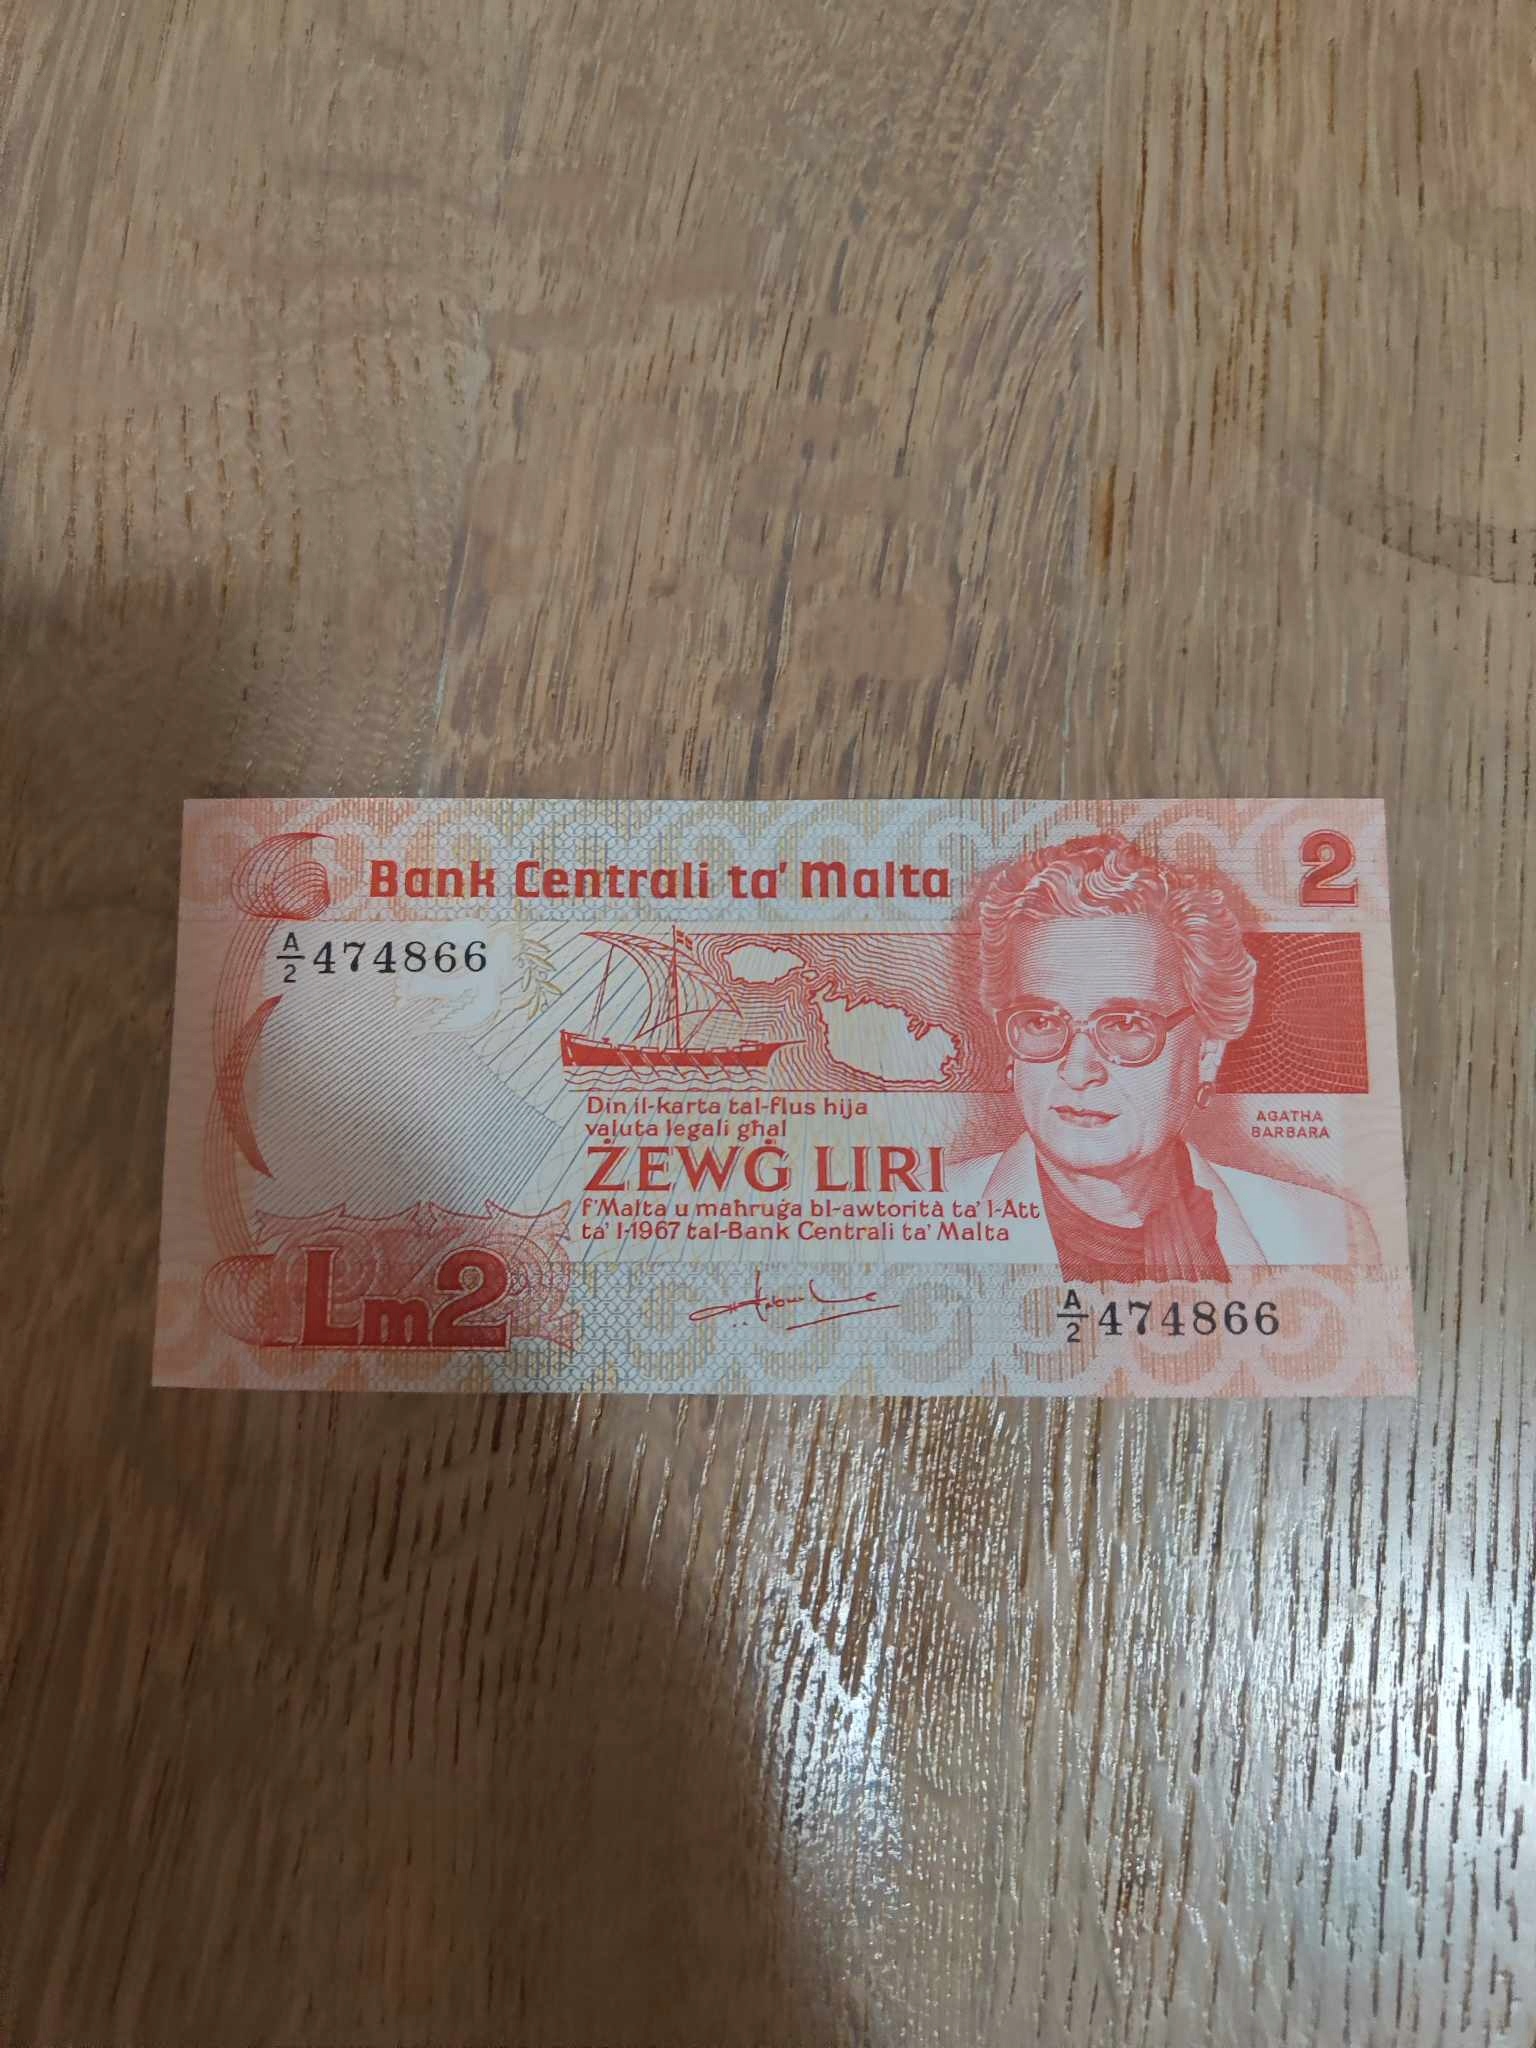 Bank Centrali ta' Malta
2
A/2 474866
Din il-karta tal-flus hija
valuta legali għal
ŻEWĠ LIRI
f'Malta u maħruġa bl-awtorità ta' l-Att
ta' l-1967 tal-Bank Centrali ta' Malta
AGATHA
BARBARA
Lm2
A/2 474866